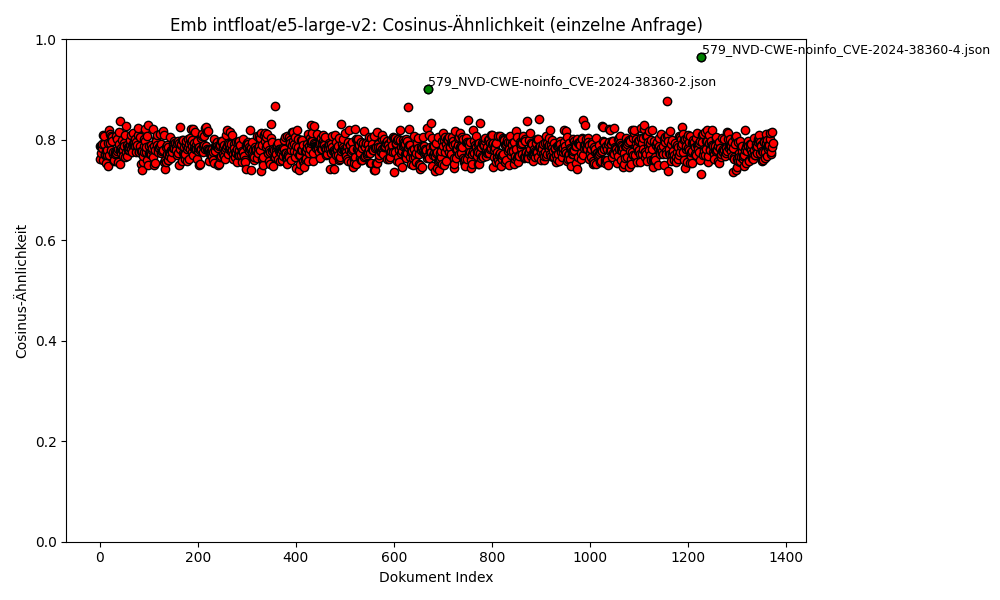 Emb intfloat/e5-large-v2: Cosinus-Ähnlichkeit (einzelne Anfrage)
1.0
579_NVD-CWE-noinfo_CVE-2024-38360-4.json
579_NVD-CWE-noinfo_CVE-2024-38360-2.json
0.8
0.6
Cosinus-Ähnlichkeit
0.4
0.2
0.0
0 200 400 600 800 1000 1200 1400
Dokument Index